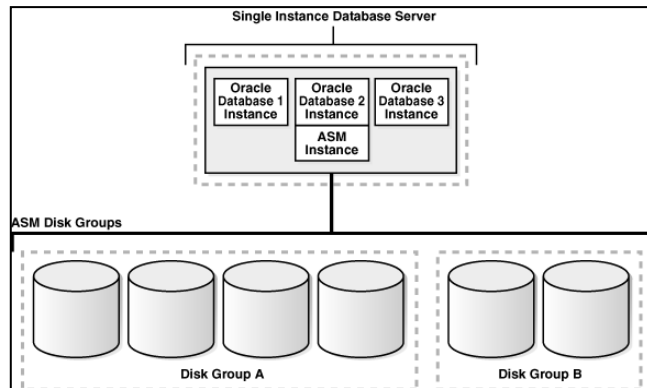 Single Instance Database Server
Oracle
Database 1
Instance
Oracle
Database 2
Instance
Oracle
Database 3
Instance
ASM
Instance
ASM Disk Groups
Disk Group A
Disk Group B